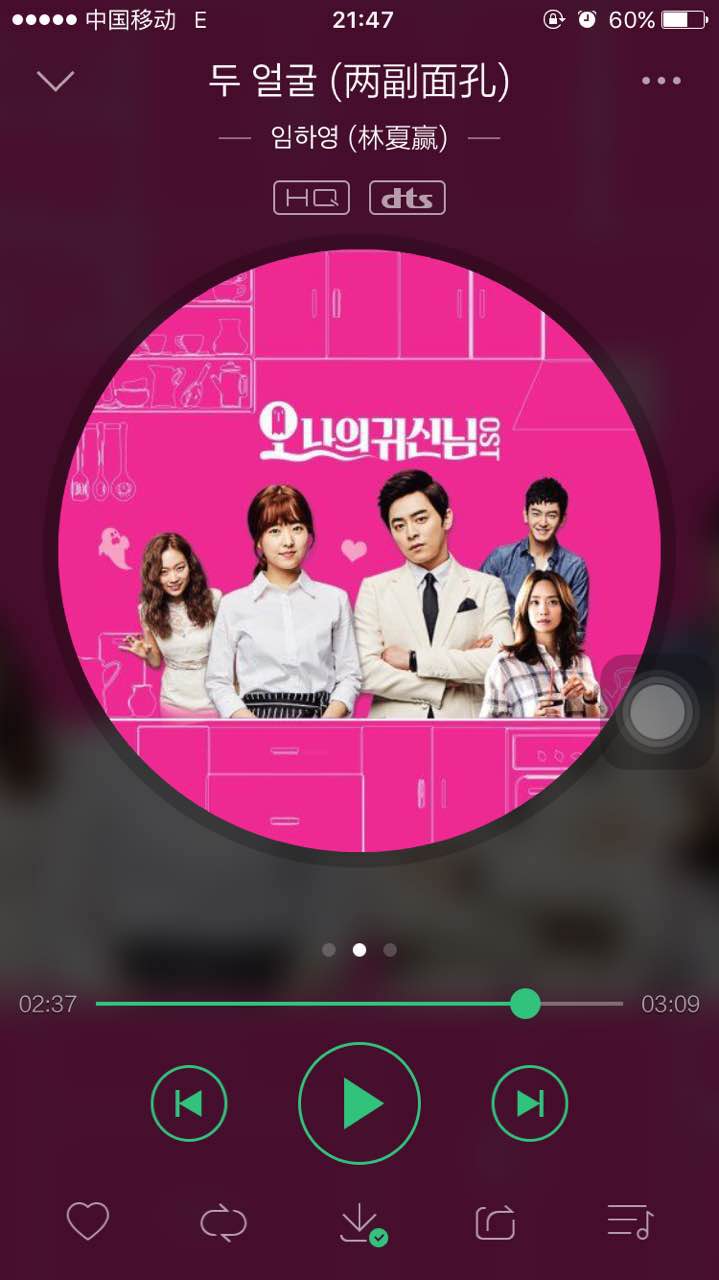 中国移动 E 21:47 60%
두 얼굴 (两副面孔)
임하영 (林夏赢)
HQ dts
오 나의 귀신님 OST
02:37 03:09